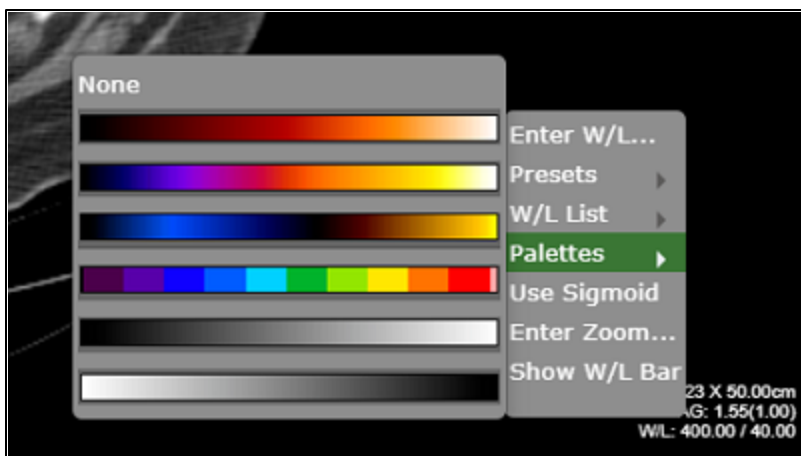 None
Enter W/L...
Presets
W/L List
Palettes
Use Sigmoid
Enter Zoom...
Show W/L Bar
23 X 50.00cm
G: 1.55(1.00)
W/L: 400.00 / 40.00